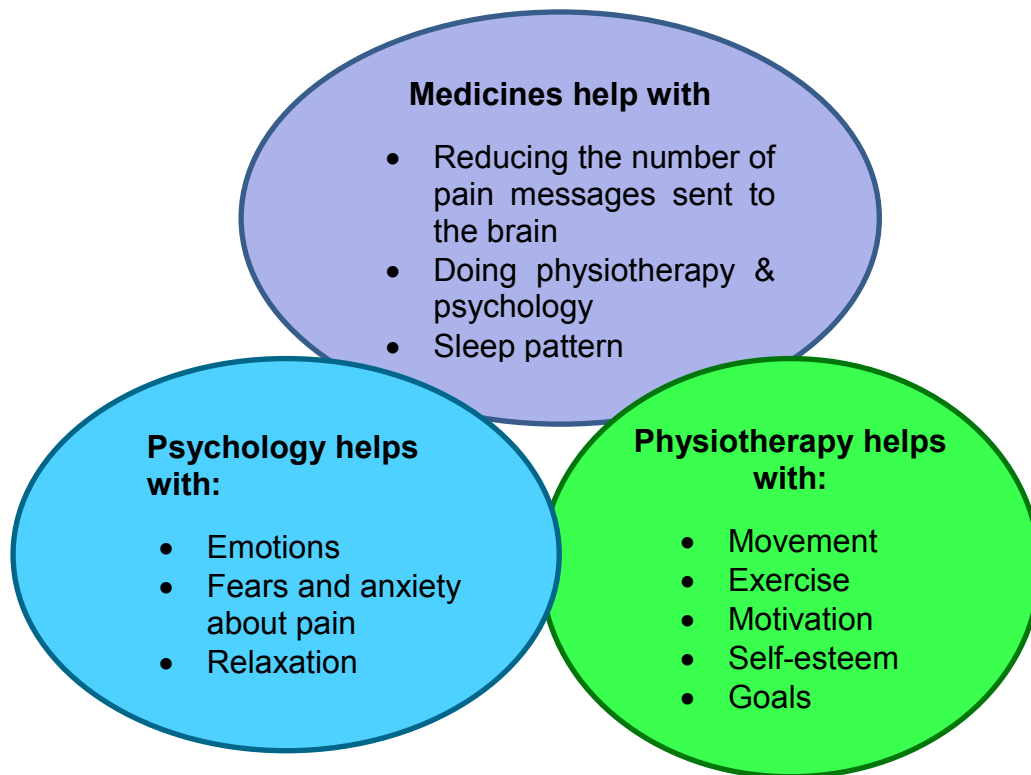 Medicines help with
• Reducing the number of
pain messages sent to
the brain
• Doing physiotherapy &
psychology
• Sleep pattern
Psychology helps
with:
• Emotions
• Fears and anxiety
about pain
• Relaxation
Physiotherapy helps
with:
• Movement
• Exercise
• Motivation
• Self-esteem
• Goals